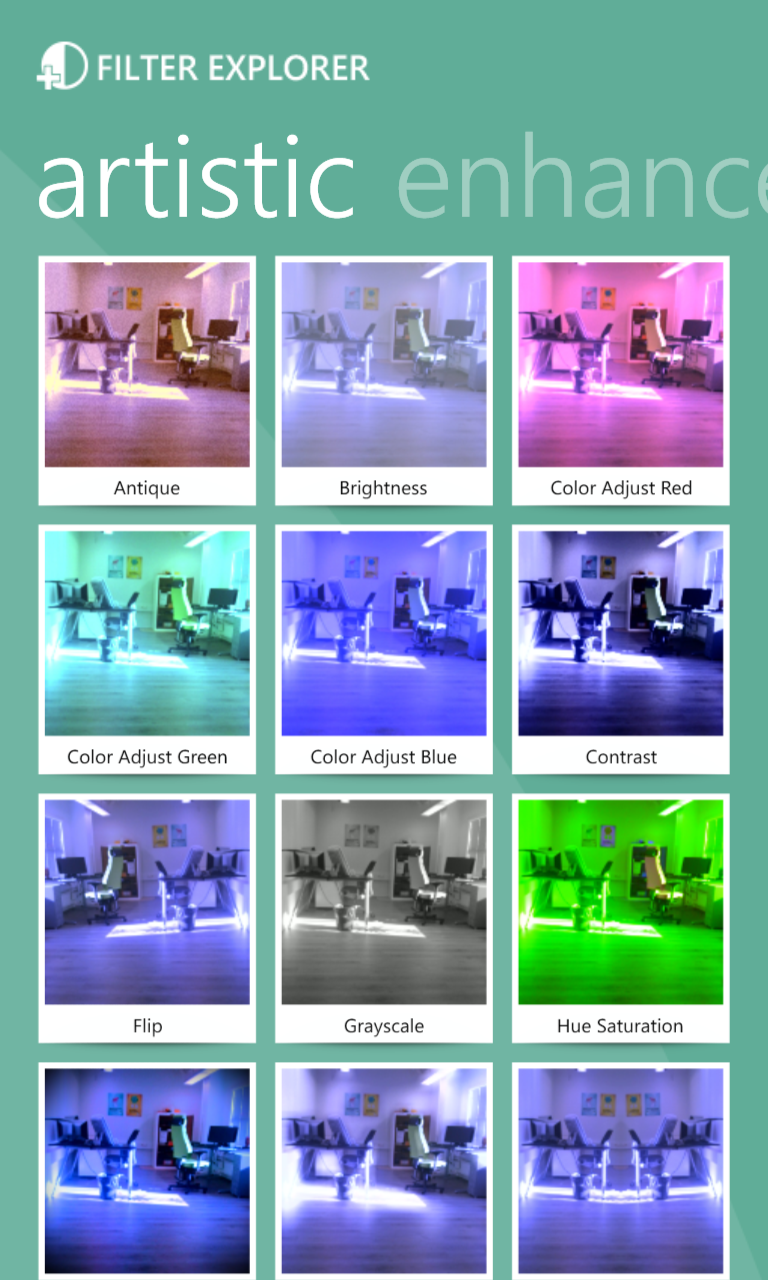 FILTER EXPLORER
artistic enhance
Antique
Brightness
Color Adjust Red
Color Adjust Green
Color Adjust Blue
Contrast
Flip
Grayscale
Hue Saturation